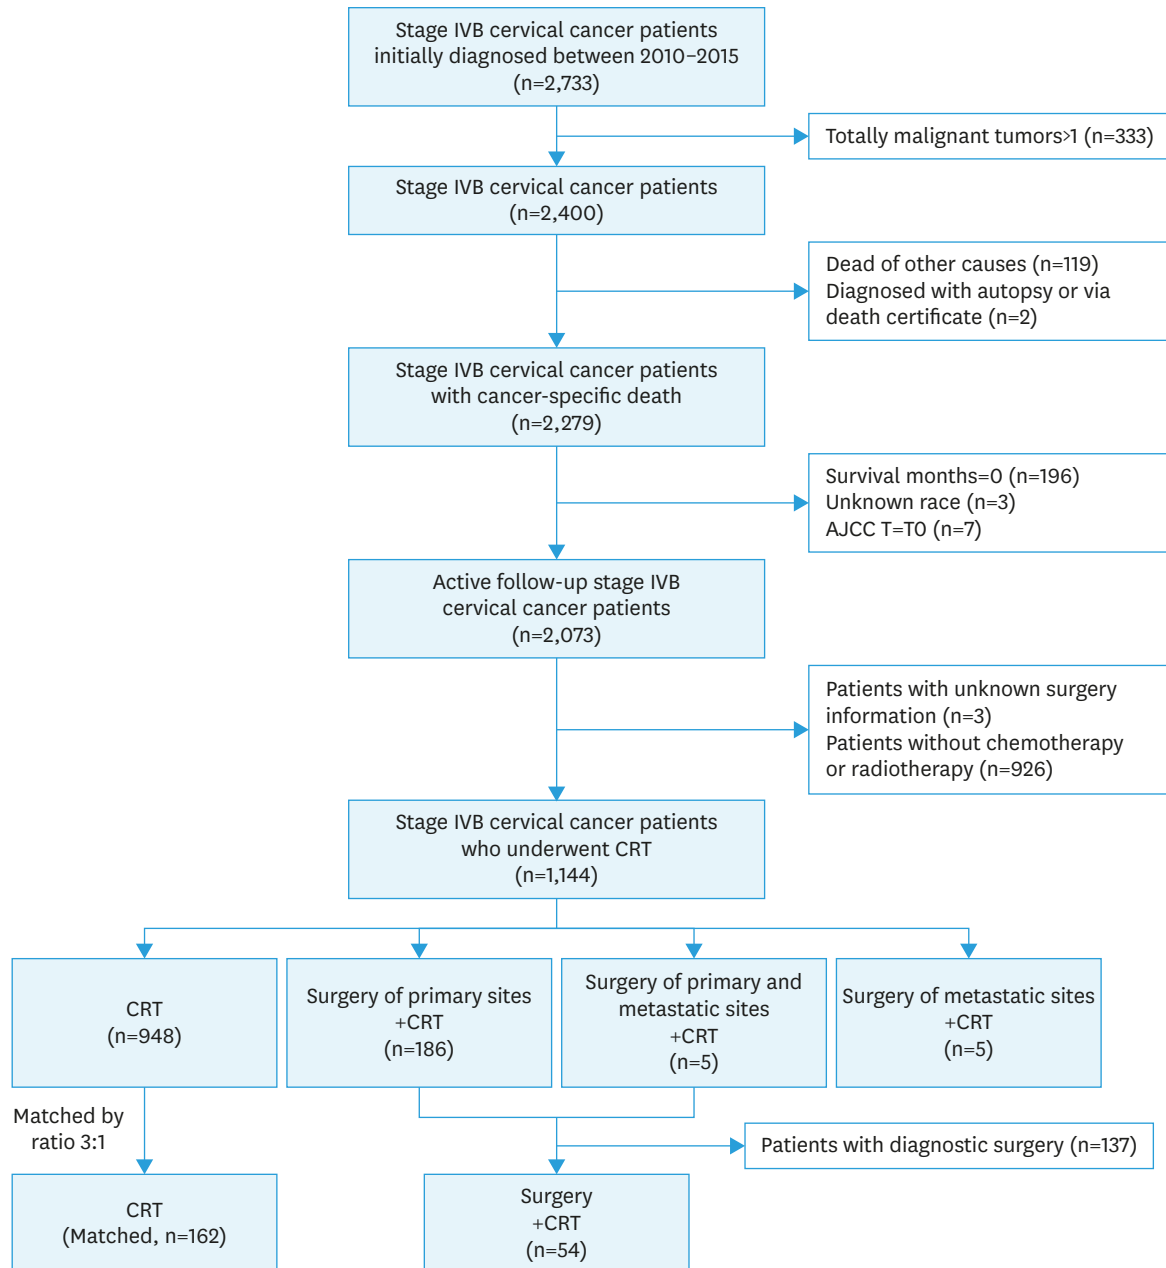 Stage IVB cervical cancer patients
initially diagnosed between 2010–2015
(n=2,733)
Totally malignant tumors>1 (n=333)
Stage IVB cervical cancer patients
(n=2,400)
Dead of other causes (n=119)
Diagnosed with autopsy or via
death certificate (n=2)
Stage IVB cervical cancer patients
with cancer-specific death
(n=2,279)
Survival months=0 (n=196)
Unknown race (n=3)
AJCC T=T0 (n=7)
Active follow-up stage IVB
cervical cancer patients
(n=2,073)
Patients with unknown surgery
information (n=3)
Patients without chemotherapy
or radiotherapy (n=926)
Stage IVB cervical cancer patients
who underwent CRT
(n=1,144)
CRT
(n=948)
Surgery of primary sites
+CRT
(n=186)
Surgery of primary and
metastatic sites
+CRT
(n=5)
Surgery of metastatic sites
+CRT
(n=5)
Matched by
ratio 3:1
Patients with diagnostic surgery (n=137)
CRT
(Matched, n=162)
Surgery
+CRT
(n=54)